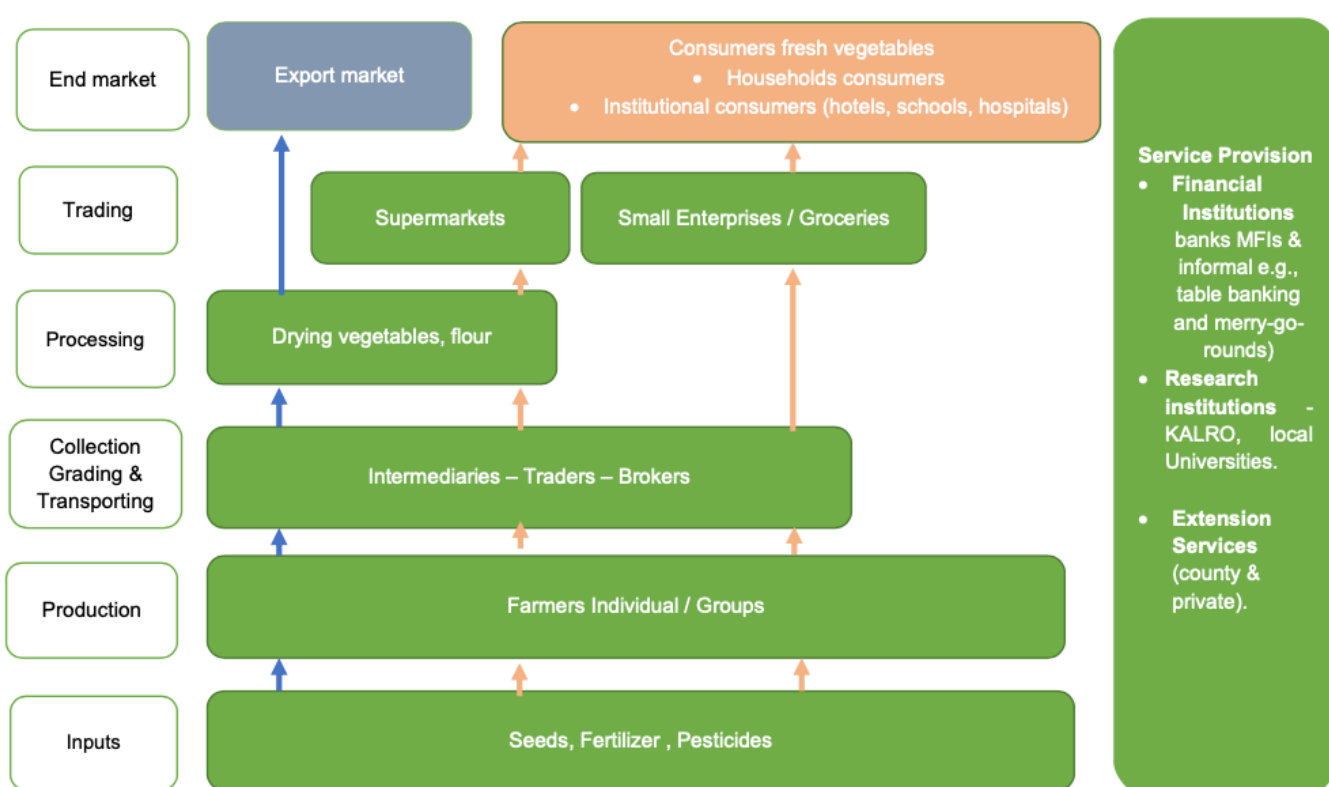 End market
Export market
Consumers fresh vegetables
• Households consumers
• Institutional consumers (hotels, schools, hospitals)
Trading
Supermarkets
Small Enterprises / Groceries
Processing
Drying vegetables, flour
Collection
Grading &
Transporting
Intermediaries – Traders – Brokers
Production
Farmers Individual / Groups
Inputs
Seeds, Fertilizer , Pesticides
Service Provision
• Financial
Institutions
banks MFIs &
informal e.g.,
table banking
and merry-go-
rounds)
• Research
institutions -
KALRO, local
Universities.
• Extension
Services
(county &
private).